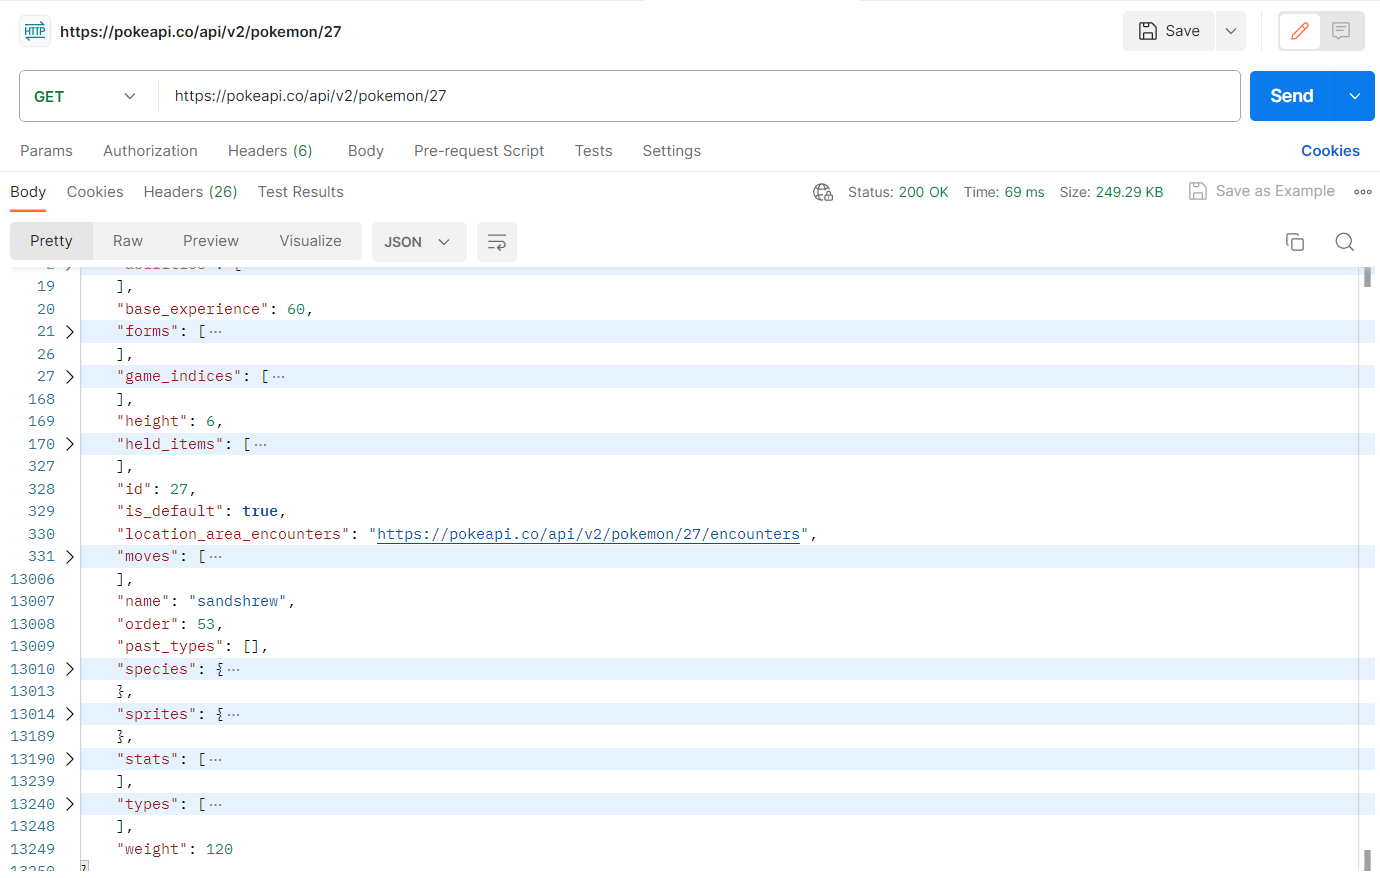 HTTP https://pokeapi.co/api/v2/pokemon/27 Save
GET https://pokeapi.co/api/v2/pokemon/27 Send
Params Authorization Headers (6) Body Pre-request Script Tests Settings Cookies
Body Cookies Headers (26) Test Results Status: 200 OK Time: 69 ms Size: 249.29 KB Save as Example
Pretty Raw Preview Visualize JSON
2 "abilities": [
19 ],
20 "base_experience": 60,
21 "forms": [ ···
26 ],
27 "game_indices": [ ···
168 ],
169 "height": 6,
170 "held_items": [ ···
327 ],
328 "id": 27,
329 "is_default": true,
330 "location_area_encounters": "https://pokeapi.co/api/v2/pokemon/27/encounters",
331 "moves": [ ···
13006 ],
13007 "name": "sandshrew",
13008 "order": 53,
13009 "past_types": [],
13010 "species": { ···
13013 },
13014 "sprites": { ···
13189 },
13190 "stats": [ ···
13239 ],
13240 "types": [ ···
13248 ],
13249 "weight": 120
13250 }